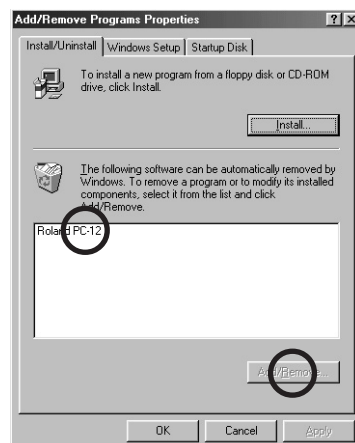 Add/Remove Programs Properties
Install/Uninstall Windows Setup Startup Disk
To install a new program from a floppy disk or CD-ROM
drive, click Install.
Install...
The following software can be automatically removed by
Windows. To remove a program or to modify its installed
components, select it from the list and click
Add/Remove.
Roland PC-12
Add/Remove...
OK Cancel Apply